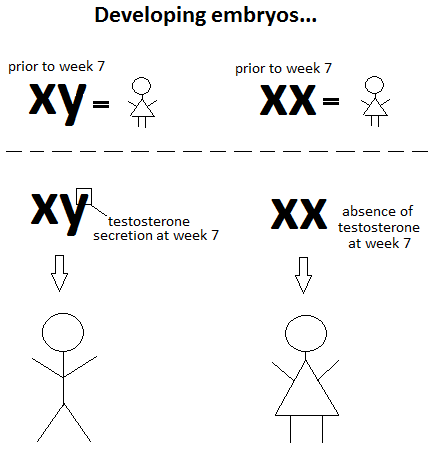 Developing embryos...
prior to week 7
xy =
prior to week 7
xx =
xy
testosterone
secretion at week 7
xx
absence of
testosterone
at week 7